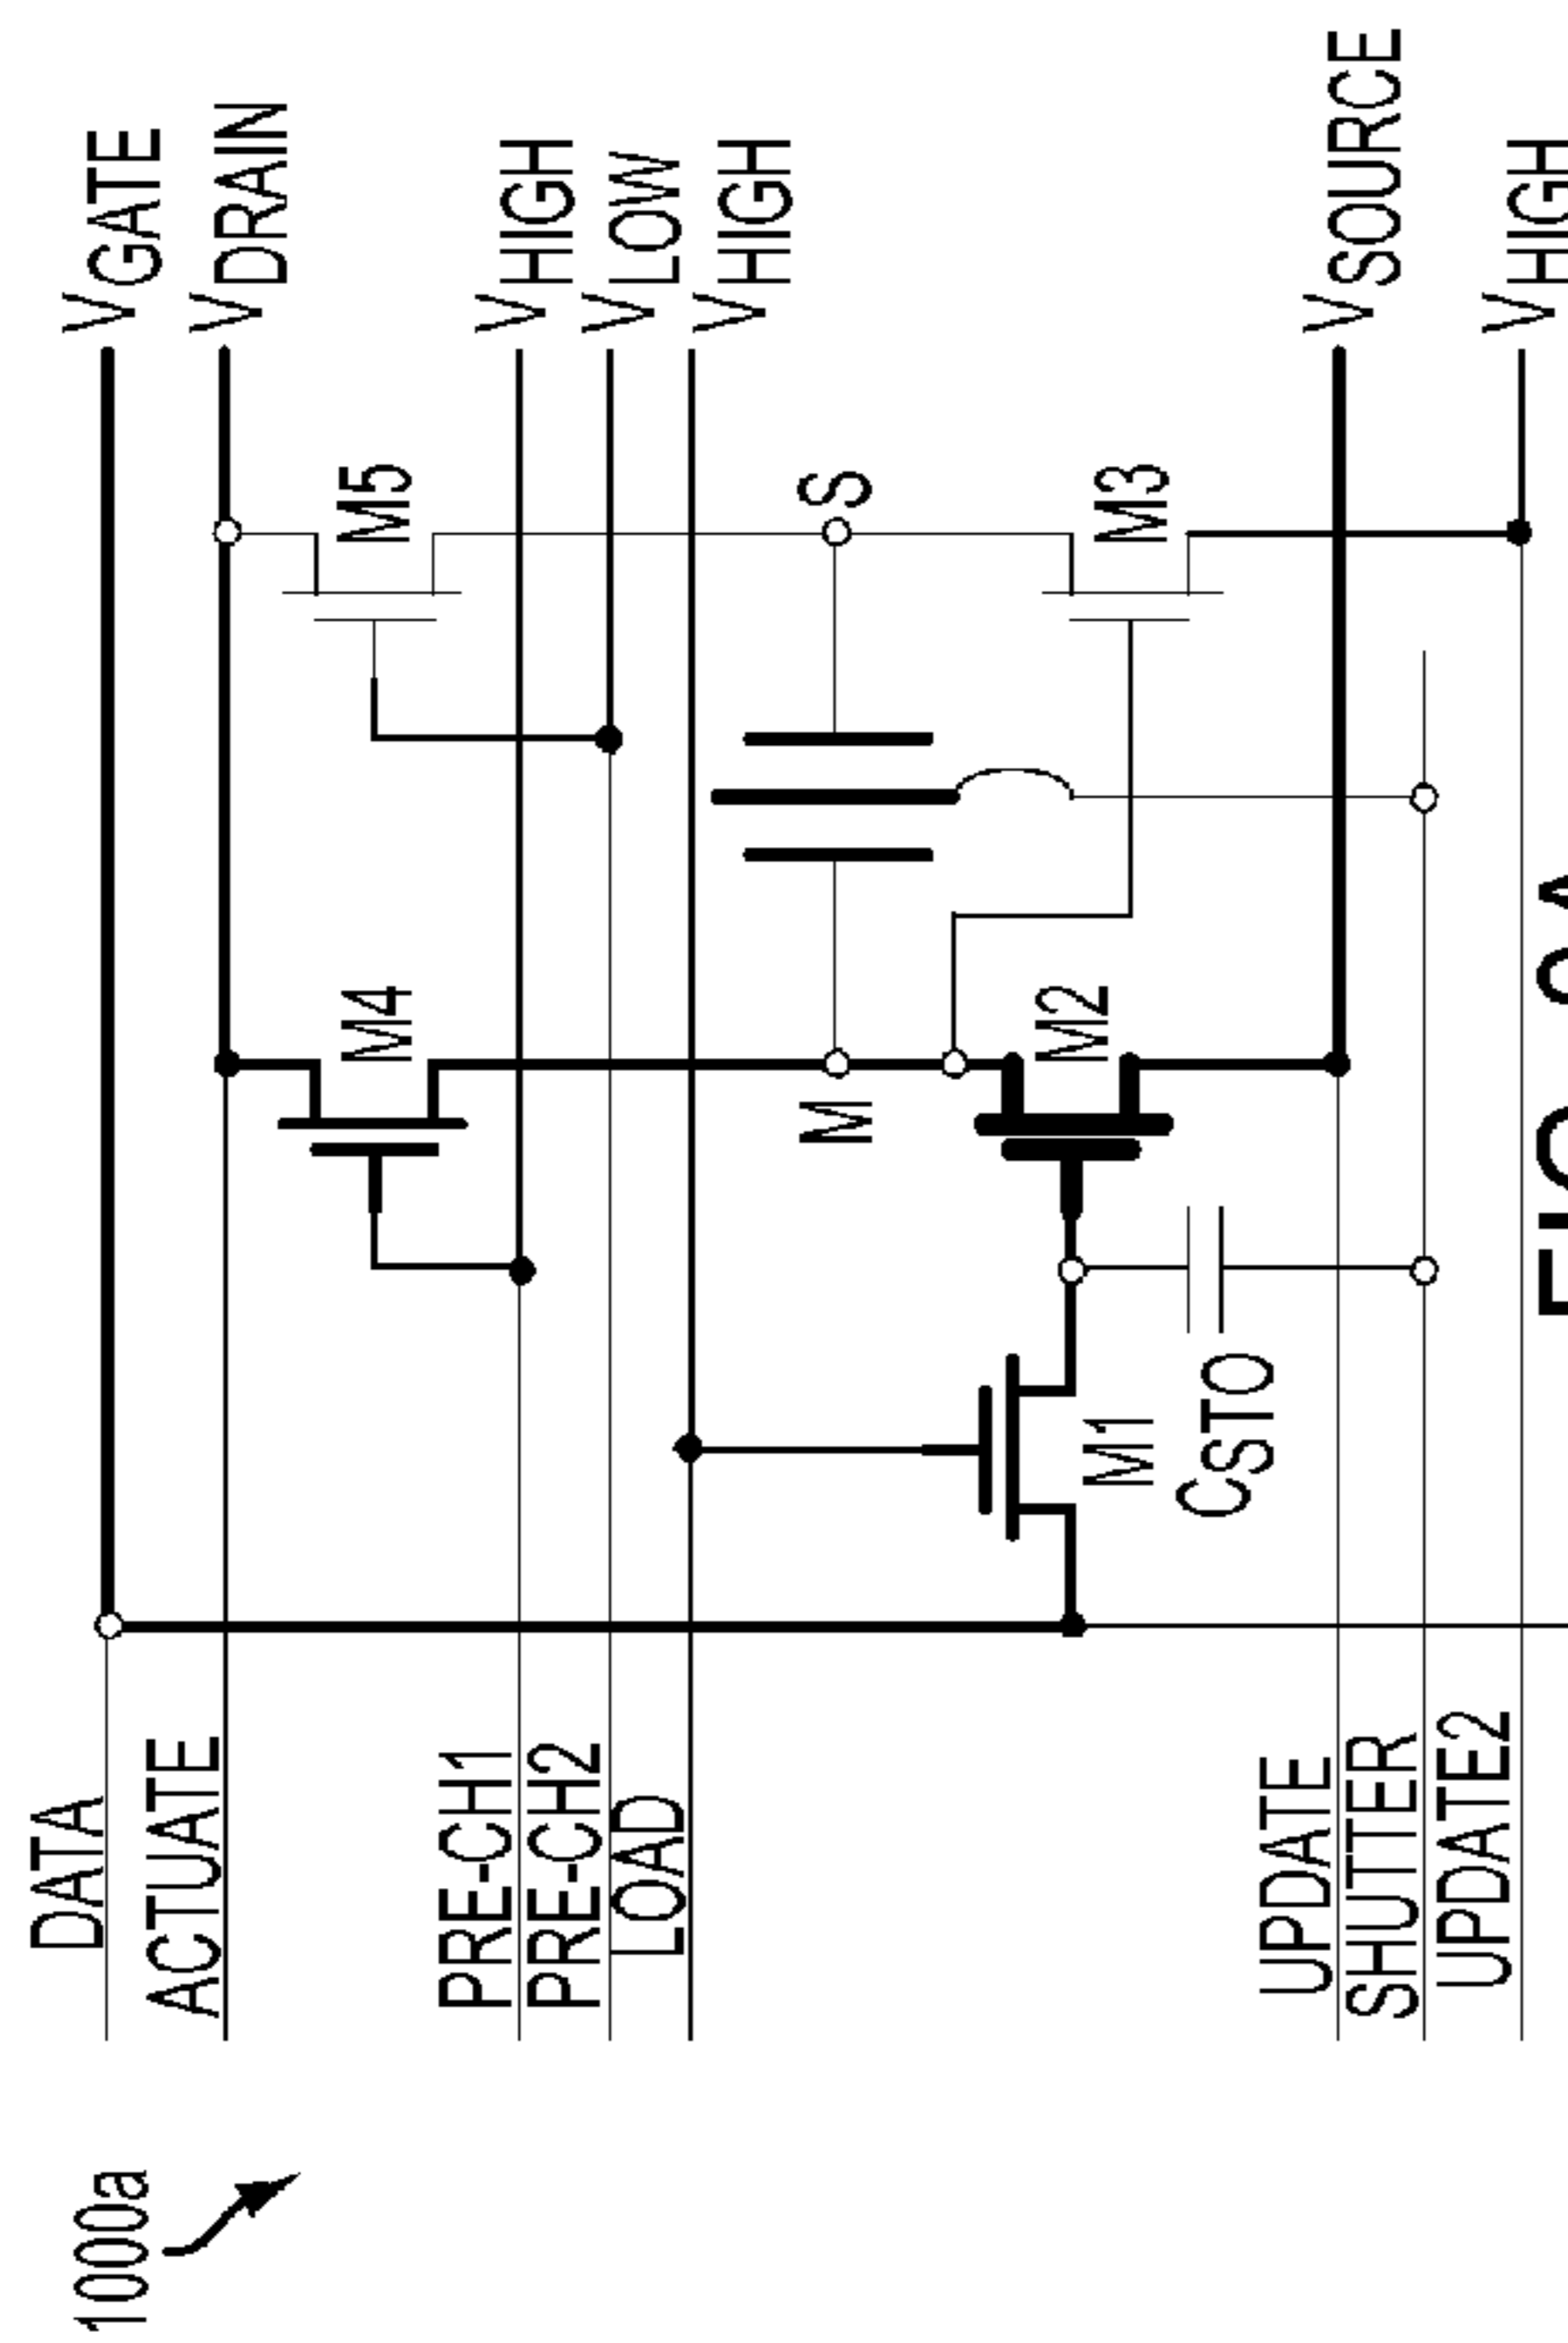 1000a
DATA
VGATE
ACTUATE
VDRAIN
M4
M5
PRE-CH1
VHIGH
PRE-CH2
VLOW
LOAD
VHIGH
M
S
M1
M2
M3
CSTO
UPDATE
VSOURCE
SHUTTER
UPDATE2
VHIGH